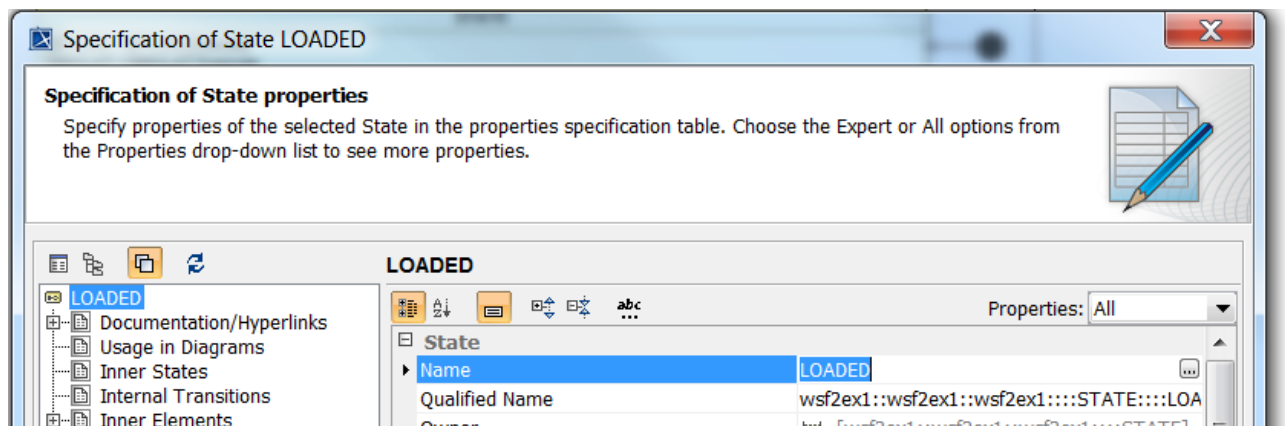 Specification of State LOADED
X
Specification of State properties
Specify properties of the selected State in the properties specification table. Choose the Expert or All options from
the Properties drop-down list to see more properties.
LOADED
LOADED
Documentation/Hyperlinks
Usage in Diagrams
Inner States
Internal Transitions
Inner Elements
abc
Properties: All
State
Name LOADED
Qualified Name wsf2ex1::wsf2ex1::wsf2ex1::::STATE::::LOA